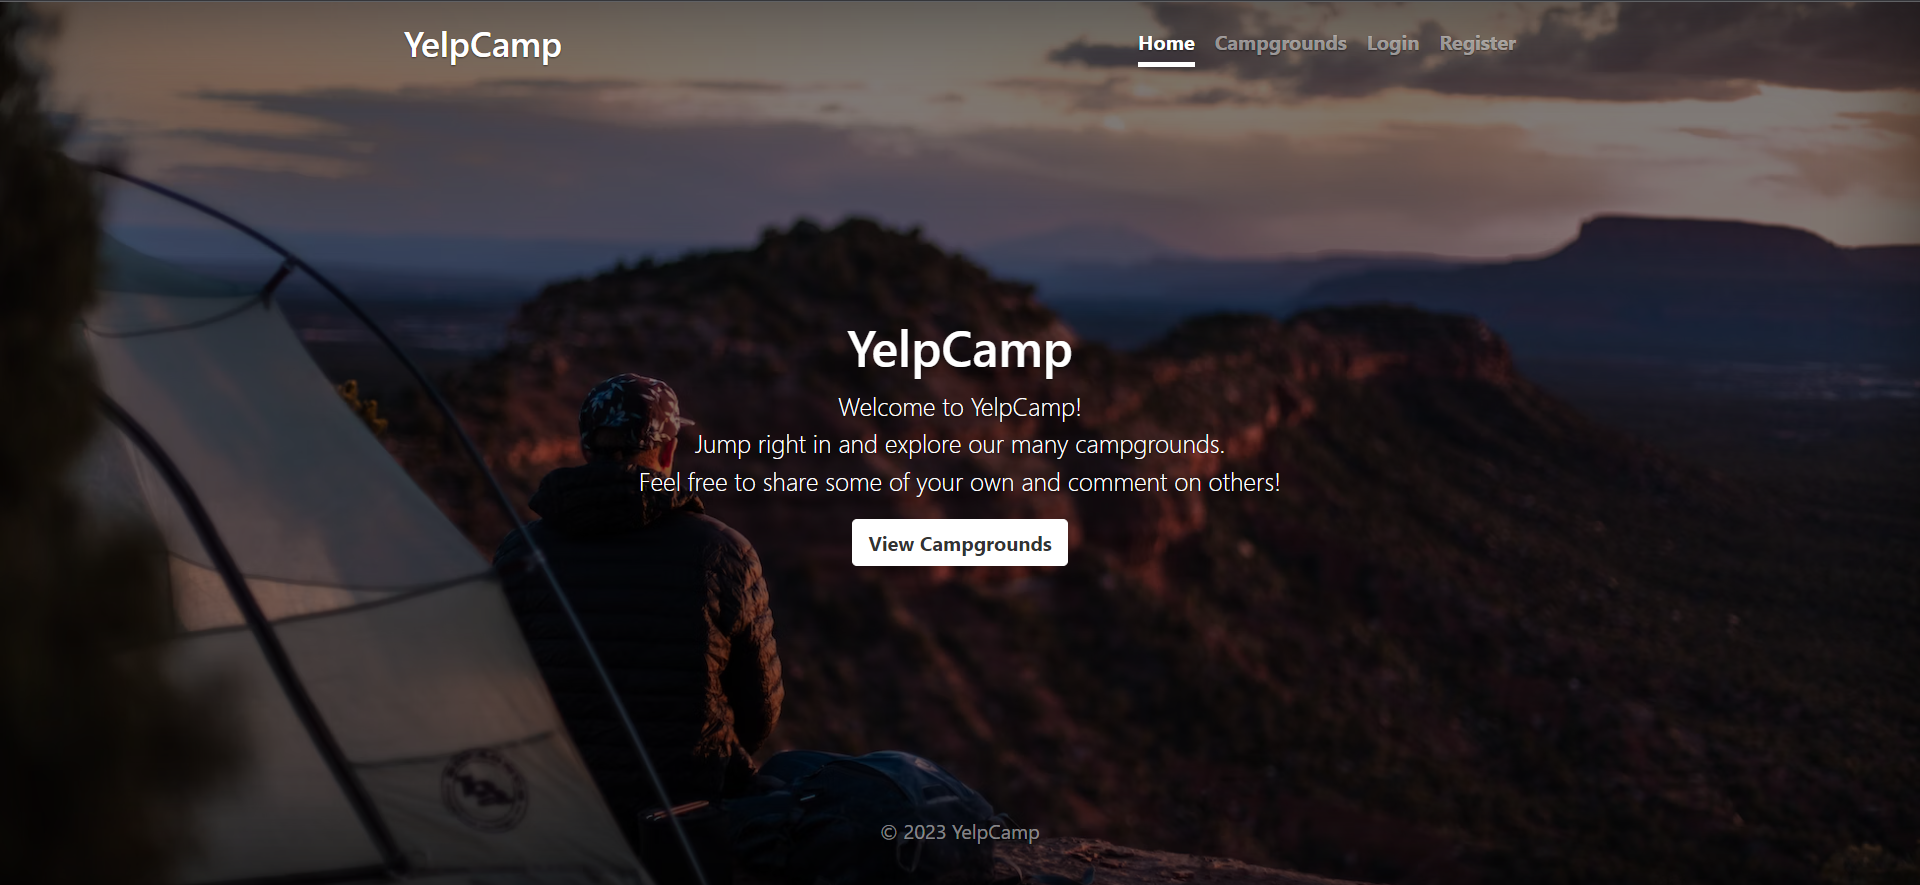 YelpCamp
Home Campgrounds Login Register
YelpCamp
Welcome to YelpCamp!
Jump right in and explore our many campgrounds.
Feel free to share some of your own and comment on others!
View Campgrounds
© 2023 YelpCamp